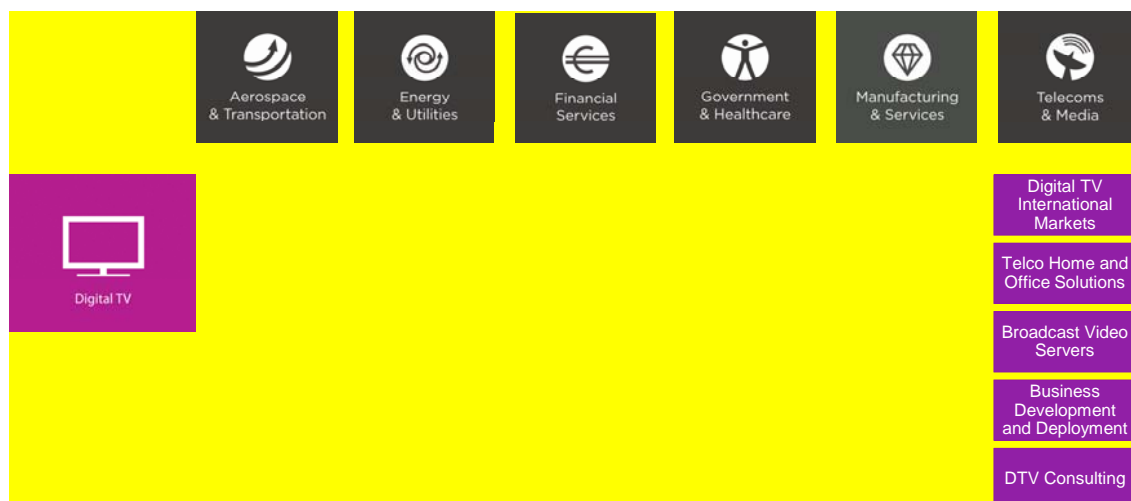 Aerospace
& Transportation
Energy
& Utilities
Financial
Services
Government
& Healthcare
Manufacturing
& Services
Telecoms
& Media
Digital TV
Digital TV
International
Markets
Telco Home and
Office Solutions
Broadcast Video
Servers
Business
Development
and Deployment
DTV Consulting